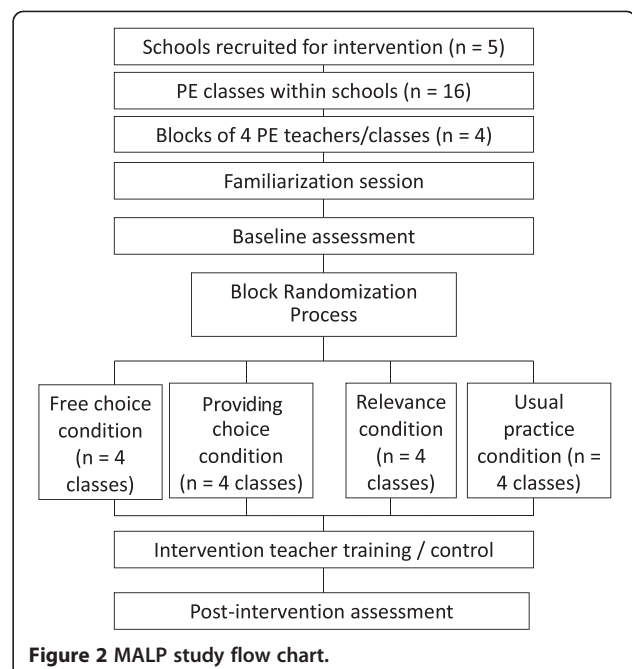 Schools recruited for intervention (n = 5)
PE classes within schools (n = 16)
Blocks of 4 PE teachers/classes (n = 4)
Familiarization session
Baseline assessment
Block Randomization
Process
Free choice
condition
(n = 4
classes)
Providing
choice
condition
(n = 4 classes)
Relevance
condition
(n = 4
classes)
Usual
practice
condition (n =
4 classes)
Intervention teacher training / control
Post-intervention assessment
Figure 2 MALP study flow chart.